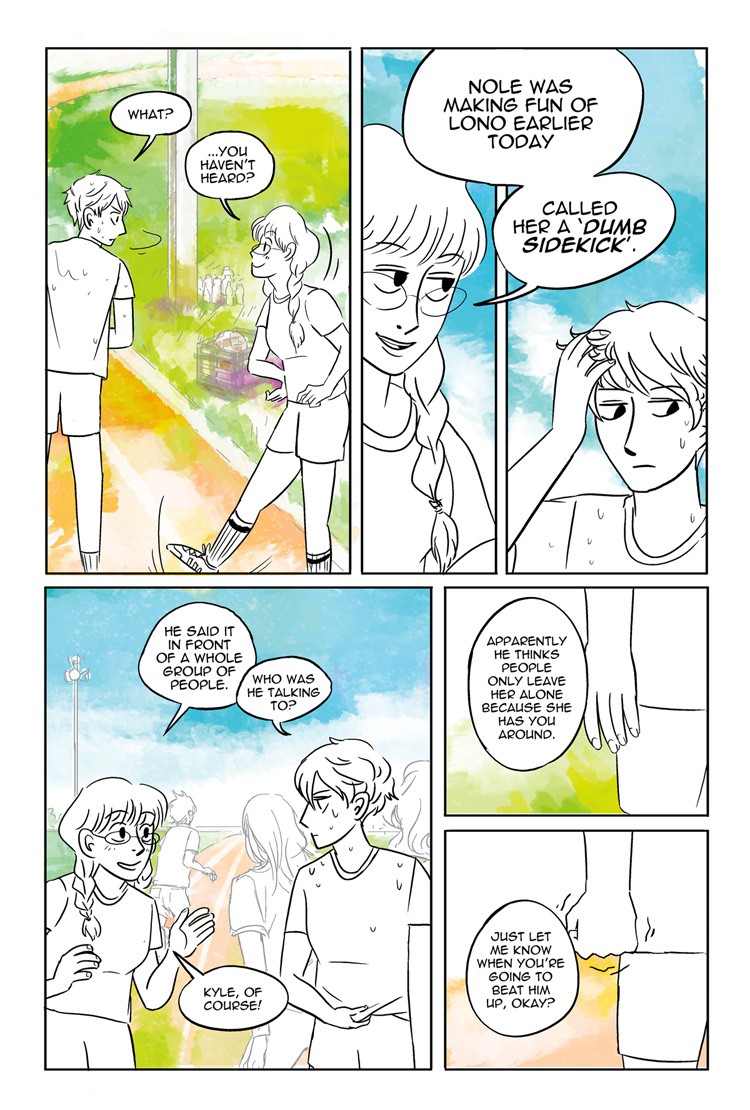 WHAT?
...YOU
HAVEN'T
HEARD?
NOLE WAS
MAKING FUN OF
LONO EARLIER
TODAY
CALLED
HER A 'DUMB
SIDEKICK'.
HE SAID IT
IN FRONT
OF A WHOLE
GROUP OF
PEOPLE.
WHO WAS
HE TALKING
TO?
KYLE, OF
COURSE!
APPARENTLY
HE THINKS
PEOPLE
ONLY LEAVE
HER ALONE
BECAUSE SHE
HAS YOU
AROUND.
JUST LET
ME KNOW
WHEN YOU'RE
GOING TO
BEAT HIM
UP, OKAY?